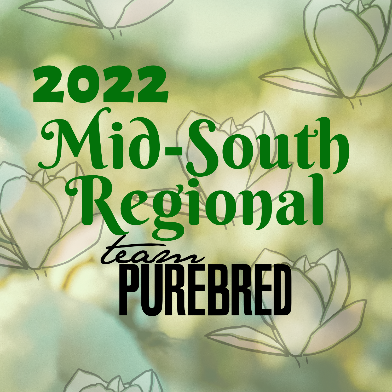 2022
Mid-South
Regional
team
PUREBRED